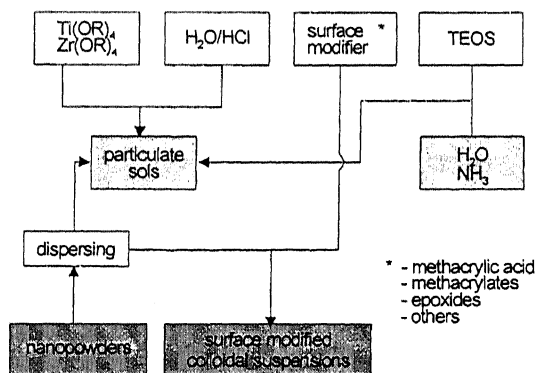 Ti(OR)₄
Zr(OR)₄
H₂O/HCl
surface *
modifier
TEOS
particulate
sols
H₂O
NH₃
dispersing
* - methacrylic acid
- methacrylates
- epoxides
- others
nanopowders
surface modified
colloidal suspensions